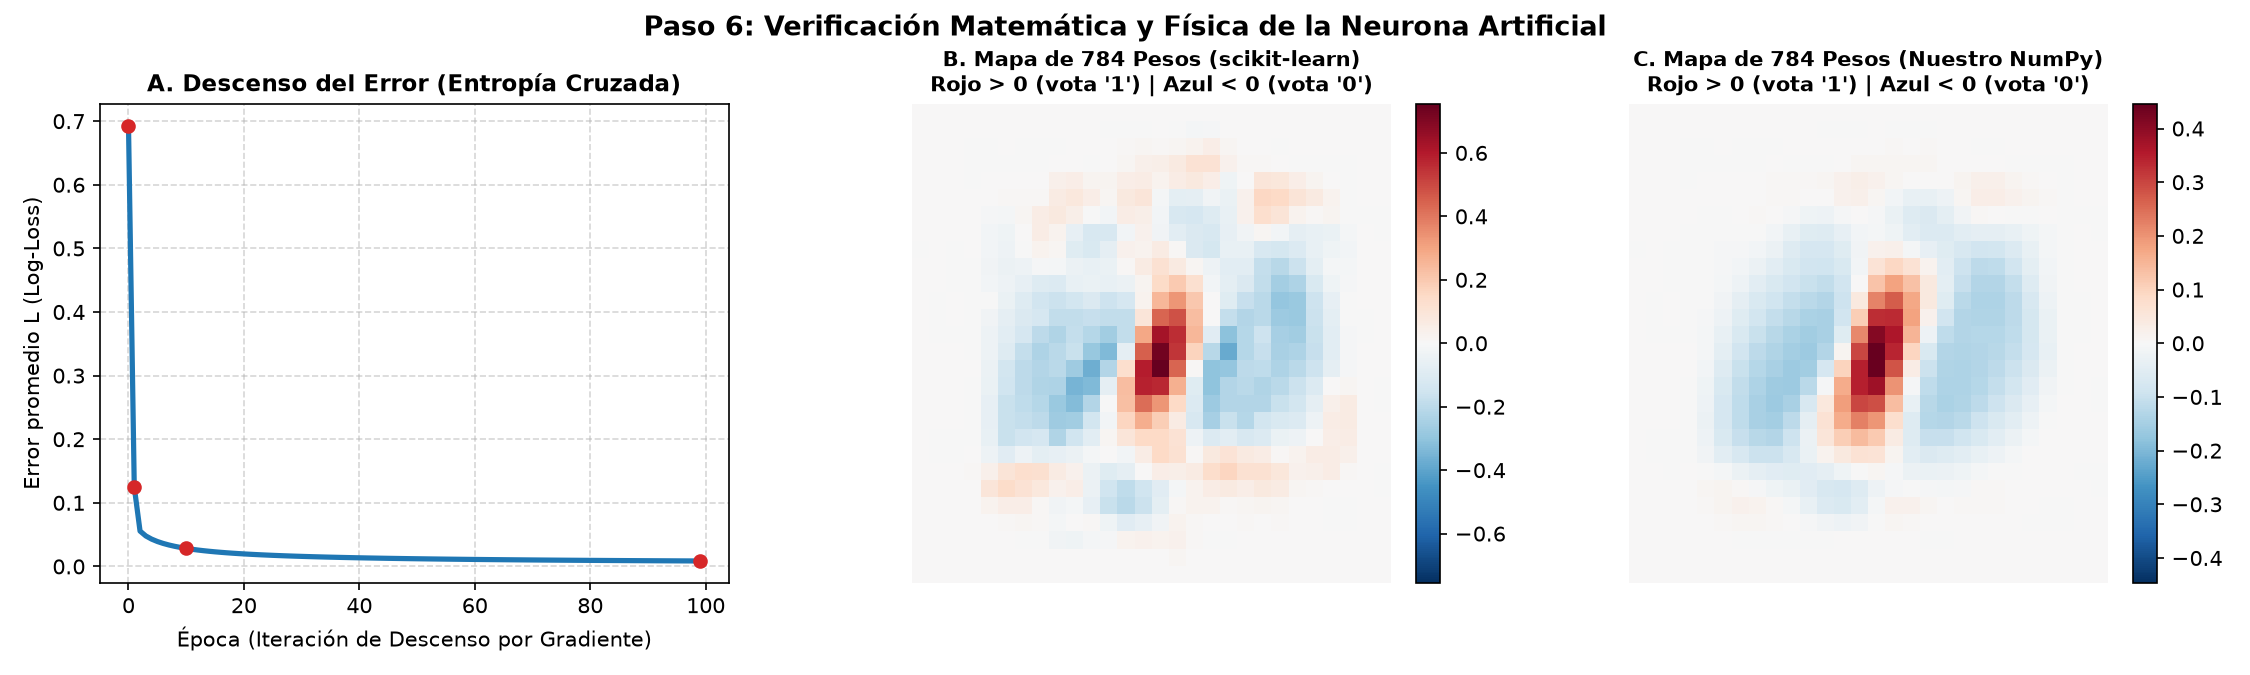 Paso 6: Verificación Matemática y Física de la Neurona Artificial
A. Descenso del Error (Entropía Cruzada)
Error promedio L (Log-Loss)
0.7
0.6
0.5
0.4
0.3
0.2
0.1
0.0
0 20 40 60 80 100
Época (Iteración de Descenso por Gradiente)
B. Mapa de 784 Pesos (scikit-learn)
Rojo > 0 (vota '1') | Azul < 0 (vota '0')
0.6
0.4
0.2
0.0
−0.2
−0.4
−0.6
C. Mapa de 784 Pesos (Nuestro NumPy)
Rojo > 0 (vota '1') | Azul < 0 (vota '0')
0.4
0.3
0.2
0.1
0.0
−0.1
−0.2
−0.3
−0.4